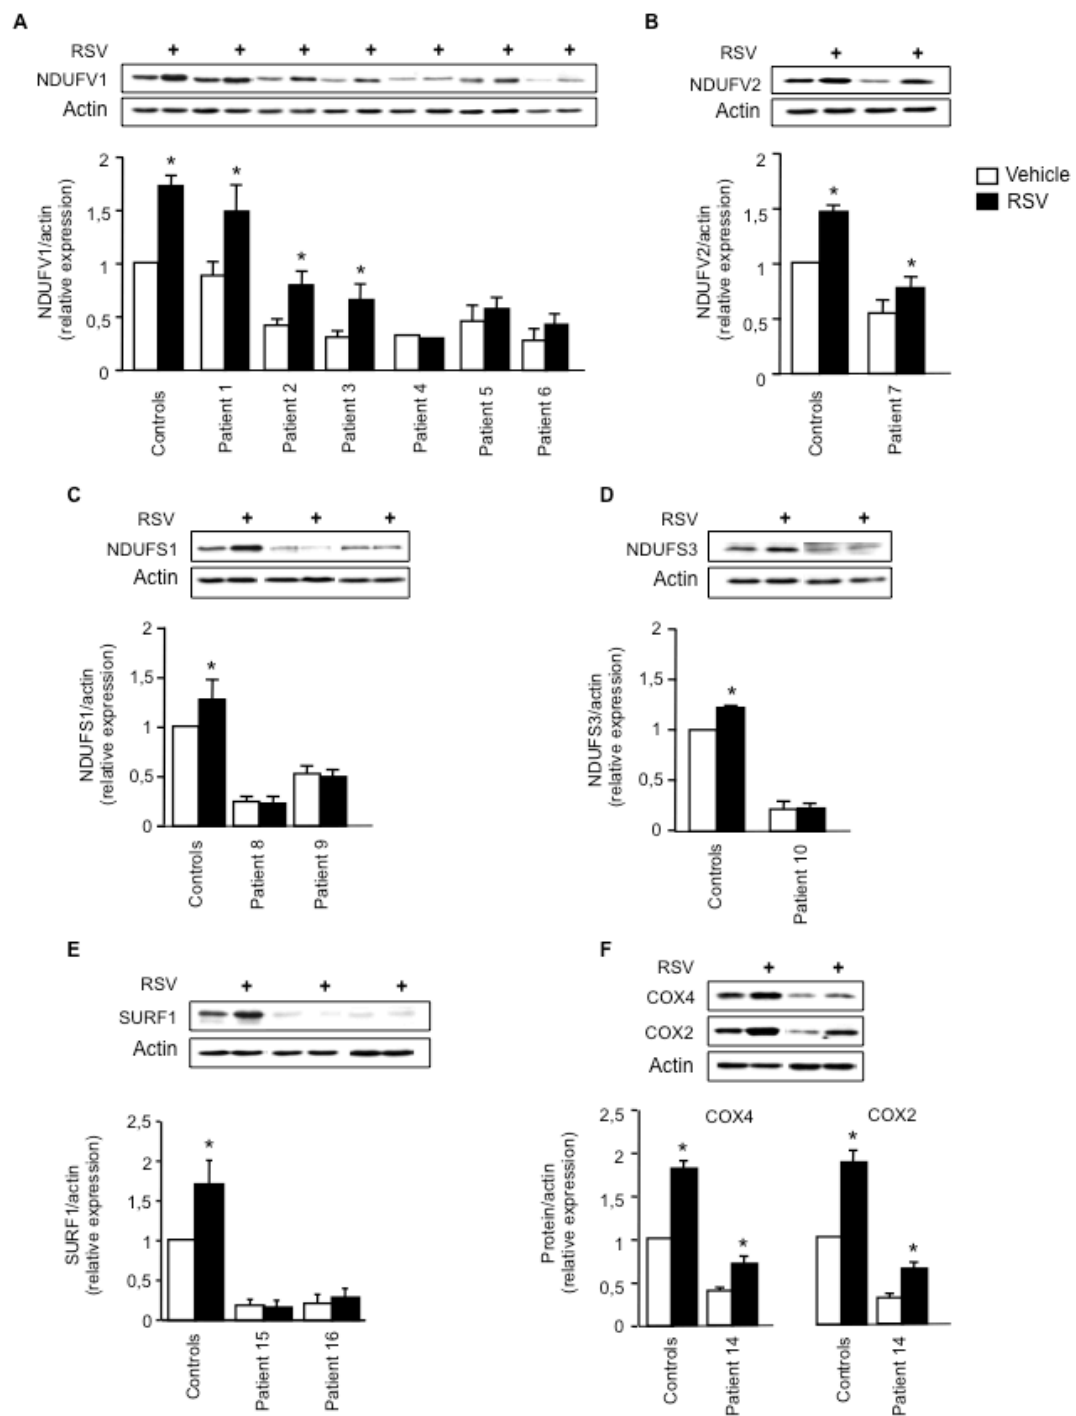 A
RSV + + + + + + +
NDUFV1
Actin
NDUFV1/actin
(relative expression)
2
1,5
1
0,5
0
* * * *
Controls
Patient 1
Patient 2
Patient 3
Patient 4
Patient 5
Patient 6
B
RSV + +
NDUFV2
Actin
NDUFV2/actin
(relative expression)
2
1,5
1
0,5
0
* *
Controls
Patient 7
Vehicle
RSV
C
RSV + + +
NDUFS1
Actin
NDUFS1/actin
(relative expression)
2
1,5
1
0,5
0
*
Controls
Patient 8
Patient 9
D
RSV + +
NDUFS3
Actin
NDUFS3/actin
(relative expression)
2
1,5
1
0,5
0
*
Controls
Patient 10
E
RSV + + +
SURF1
Actin
SURF1/actin
(relative expression)
2,5
2
1,5
1
0,5
0
*
Controls
Patient 15
Patient 16
F
RSV + +
COX4
COX2
Actin
Protein/actin
(relative expression)
2,5
2
1,5
1
0,5
0
COX4
COX2
* * * *
Controls
Patient 14
Controls
Patient 14